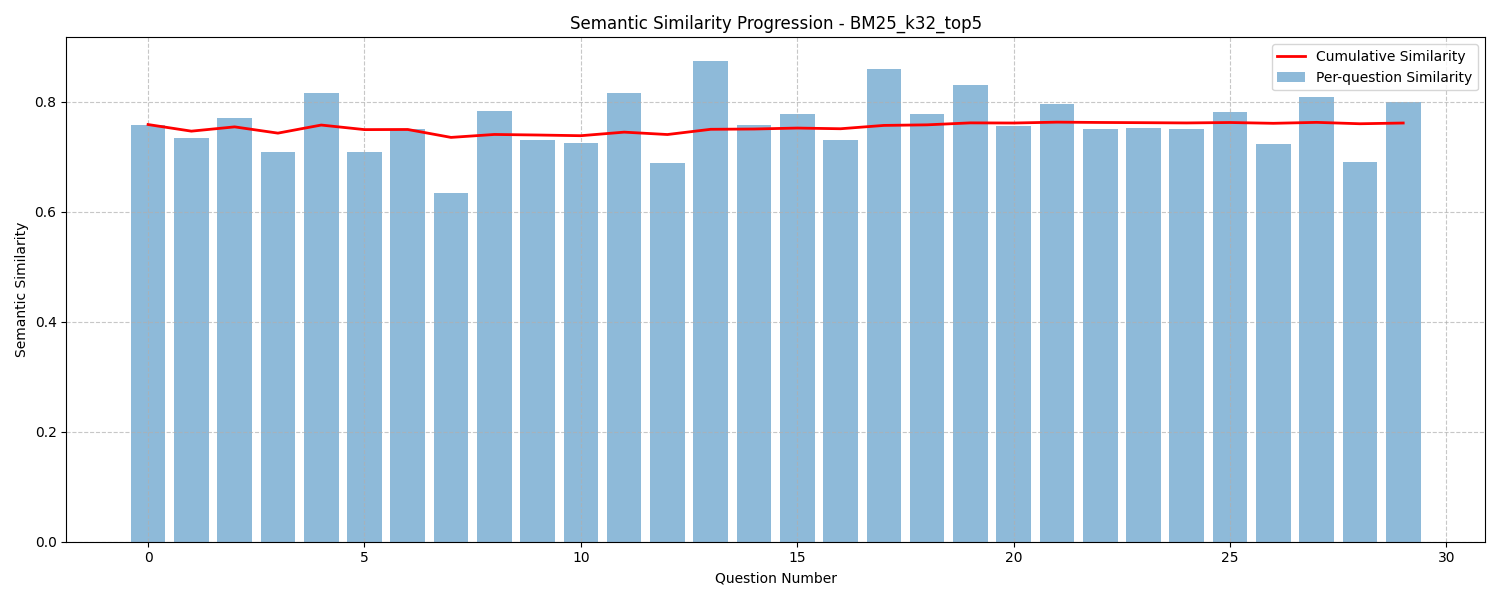 Semantic Similarity Progression - BM25_k32_top5
Cumulative Similarity
Per-question Similarity
Semantic Similarity
0.8
0.6
0.4
0.2
0.0
0 5 10 15 20 25 30
Question Number